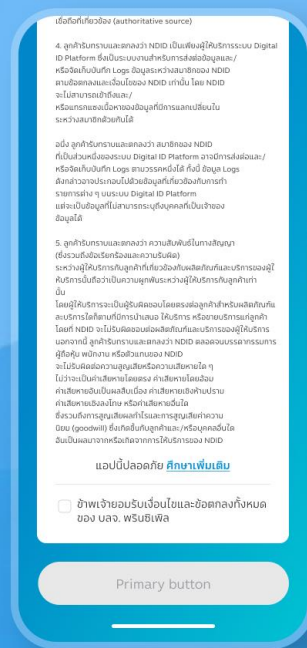 เชื่อถือที่เกี่ยวข้อง (authoritative source)
4. ลูกค้ารับทราบและตกลงว่า NDID เป็นเพียงผู้ให้บริการระบบ Digital
ID Platform ซึ่งเป็นระบบงานสำหรับการส่งต่อข้อมูลและ/
หรือจัดเก็บบันทึก Logs ข้อมูลระหว่างสมาชิกของ NDID
ตามข้อตกลงและเงื่อนไขของ NDID เท่านั้น โดย NDID
จะไม่สามารถเข้าถึงและ/
หรือแทรกแซงเนื้อหาของข้อมูลที่มีการแลกเปลี่ยนใน
ระหว่างสมาชิกด้วยกันได้
อนึ่ง ลูกค้ารับทราบและตกลงว่า สมาชิกของ NDID
ที่เป็นส่วนหนึ่งของระบบ Digital ID Platform อาจมีการส่งต่อและ/
หรือจัดเก็บบันทึก Logs ตามวรรคหนึ่งได้ ทั้งนี้ ข้อมูล Logs
ดังกล่าวอาจประกอบไปด้วยข้อมูลที่เกี่ยวข้องกับการทำ
รายการต่าง ๆ บนระบบ Digital ID Platform
แต่จะเป็นข้อมูลที่ไม่สามารถระบุถึงบุคคลที่เป็นเจ้าของ
ข้อมูลได้
5. ลูกค้ารับทราบและตกลงว่า ความสัมพันธ์ในทางสัญญา
(ซึ่งรวมถึงข้อเรียกร้องและความรับผิด)
ระหว่างผู้ให้บริการกับลูกค้าที่เกี่ยวข้องกับผลิตภัณฑ์และบริการของผู้ใ
ห้บริการนั้นถือว่าเป็นความผูกพันระหว่างผู้ให้บริการกับลูกค้าเท่า
นั้น
โดยผู้ให้บริการจะเป็นผู้รับผิดชอบโดยตรงต่อลูกค้าสำหรับผลิตภัณฑ์แ
ละบริการใดก็ตามที่มีการนำเสนอ ให้บริการ หรือขายบริการแก่ลูกค้า
โดยที่ NDID จะไม่รับผิดชอบต่อผลิตภัณฑ์และบริการของผู้ให้บริการ
นอกจากนี้ ลูกค้ารับทราบและตกลงว่า NDID ตลอดจนบรรดากรรมการ
ผู้ถือหุ้น พนักงาน หรือตัวแทนของ NDID
จะไม่รับผิดต่อความสูญเสียหรือความเสียหายใด ๆ
ไม่ว่าจะเป็นค่าเสียหายโดยตรง ค่าเสียหายโดยอ้อม
ค่าเสียหายอันเป็นผลสืบเนื่อง ค่าเสียหายห้ามปราม
ค่าเสียหายเชิงลงโทษ หรือค่าเสียหายอื่นใด
ซึ่งรวมถึงการสูญเสียผลกำไรและการสูญเสียค่าความ
นิยม (goodwill) ซึ่งเกิดขึ้นกับลูกค้าและ/หรือบุคคลอื่นใด
อันเป็นผลมาจากหรือเกิดจากการให้บริการของ NDID
แอปนี้ปลอดภัย ศึกษาเพิ่มเติม
ข้าพเจ้ายอมรับเงื่อนไขและข้อตกลงทั้งหมด
ของ บลจ. พรินซิเพิล
Primary button